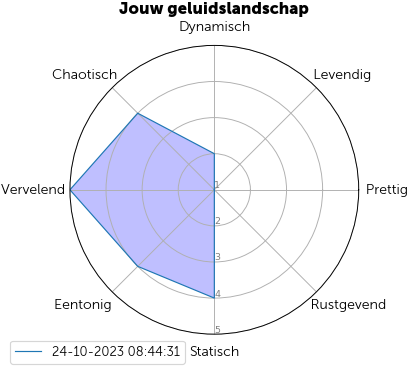 Jouw geluidslandschap
Dynamisch
Chaotisch
Levendig
Vervelend
Prettig
1
2
3
4
5
Eentonig
Rustgevend
24-10-2023 08:44:31
Statisch